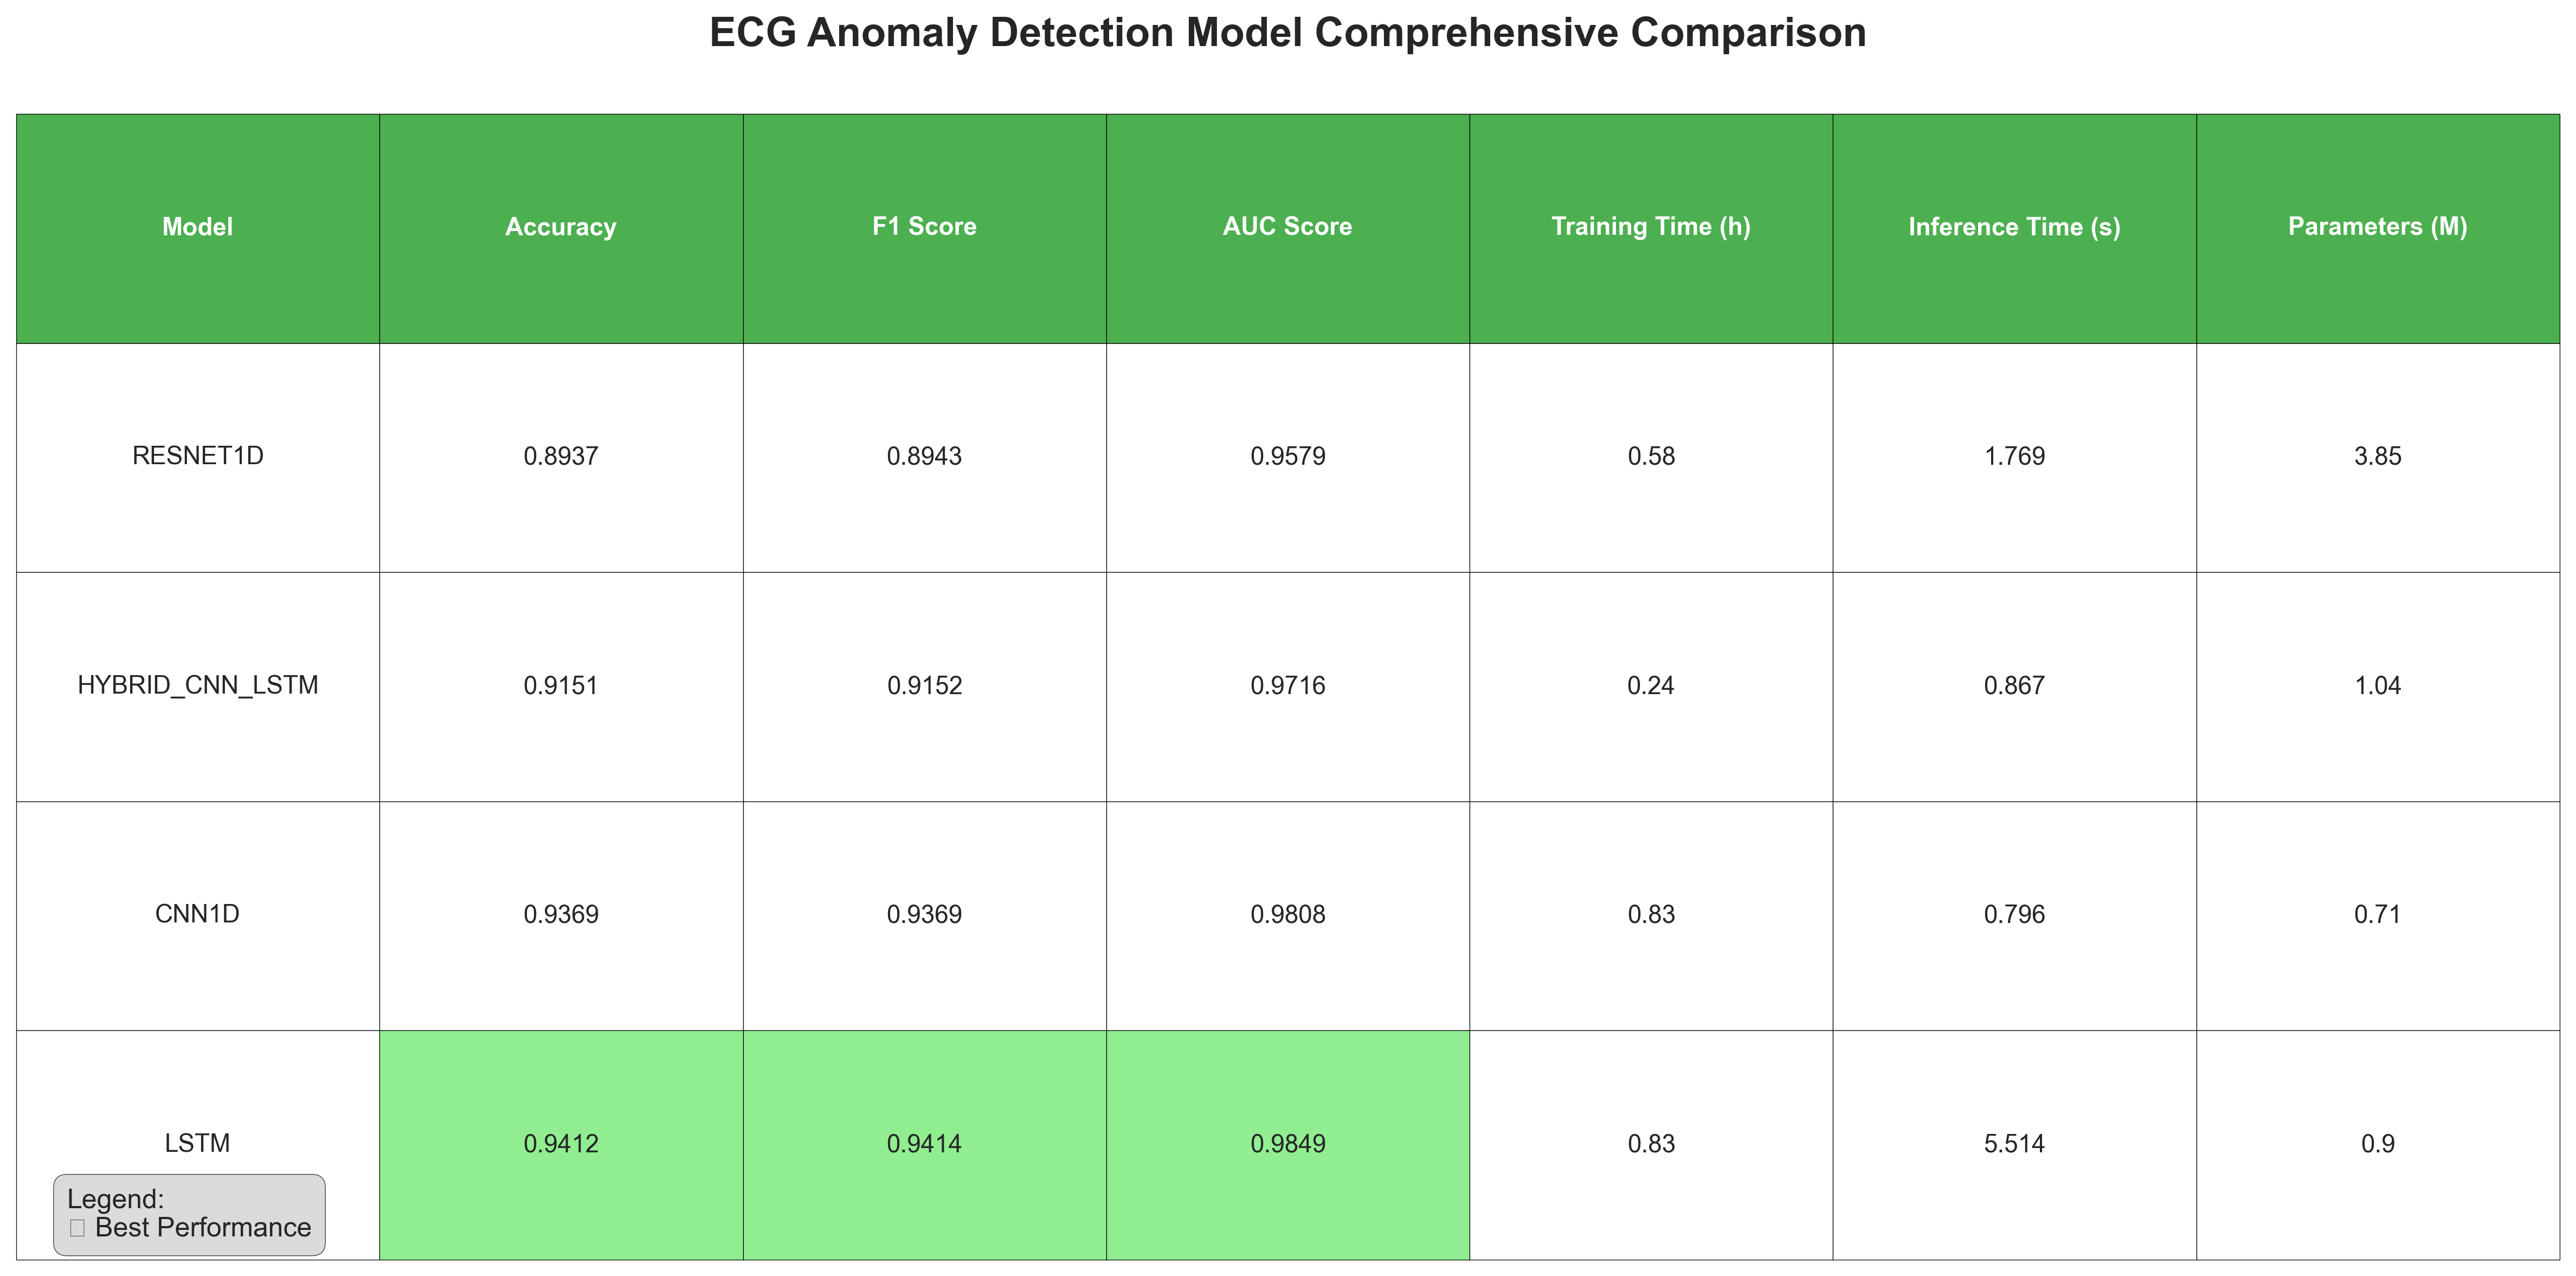 ECG Anomaly Detection Model Comprehensive Comparison
Model Accuracy F1 Score AUC Score Training Time (h) Inference Time (s) Parameters (M)
RESNET1D 0.8937 0.8943 0.9579 0.58 1.769 3.85
HYBRID_CNN_LSTM 0.9151 0.9152 0.9716 0.24 0.867 1.04
CNN1D 0.9369 0.9369 0.9808 0.83 0.796 0.71
LSTM 0.9412 0.9414 0.9849 0.83 5.514 0.9
Legend:
▯ Best Performance